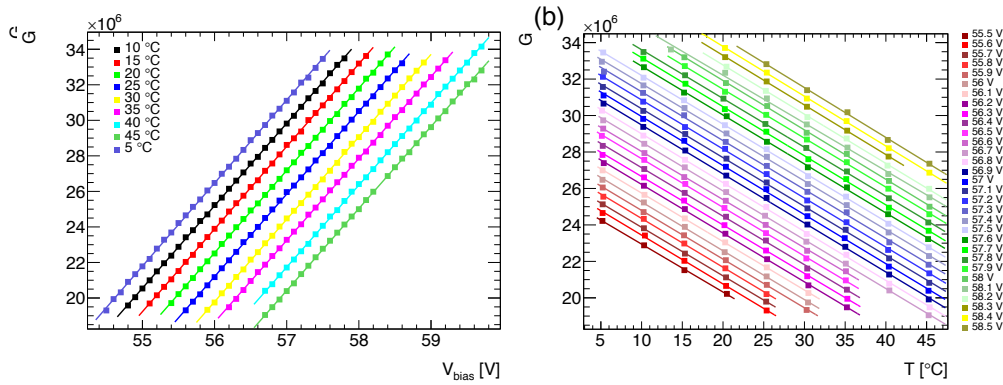 G
×10⁶
34
32
30
28
26
24
22
20
10 °C
15 °C
20 °C
25 °C
30 °C
35 °C
40 °C
45 °C
5 °C
55
56
57
58
59
V_bias [V]
(b)
G
×10⁶
34
32
30
28
26
24
22
20
5
10
15
20
25
30
35
40
45
T [°C]
55.5 V
55.6 V
55.7 V
55.8 V
55.9 V
56 V
56.1 V
56.2 V
56.3 V
56.4 V
56.5 V
56.6 V
56.7 V
56.8 V
56.9 V
57 V
57.1 V
57.2 V
57.3 V
57.4 V
57.5 V
57.6 V
57.7 V
57.8 V
57.9 V
58 V
58.1 V
58.2 V
58.3 V
58.4 V
58.5 V